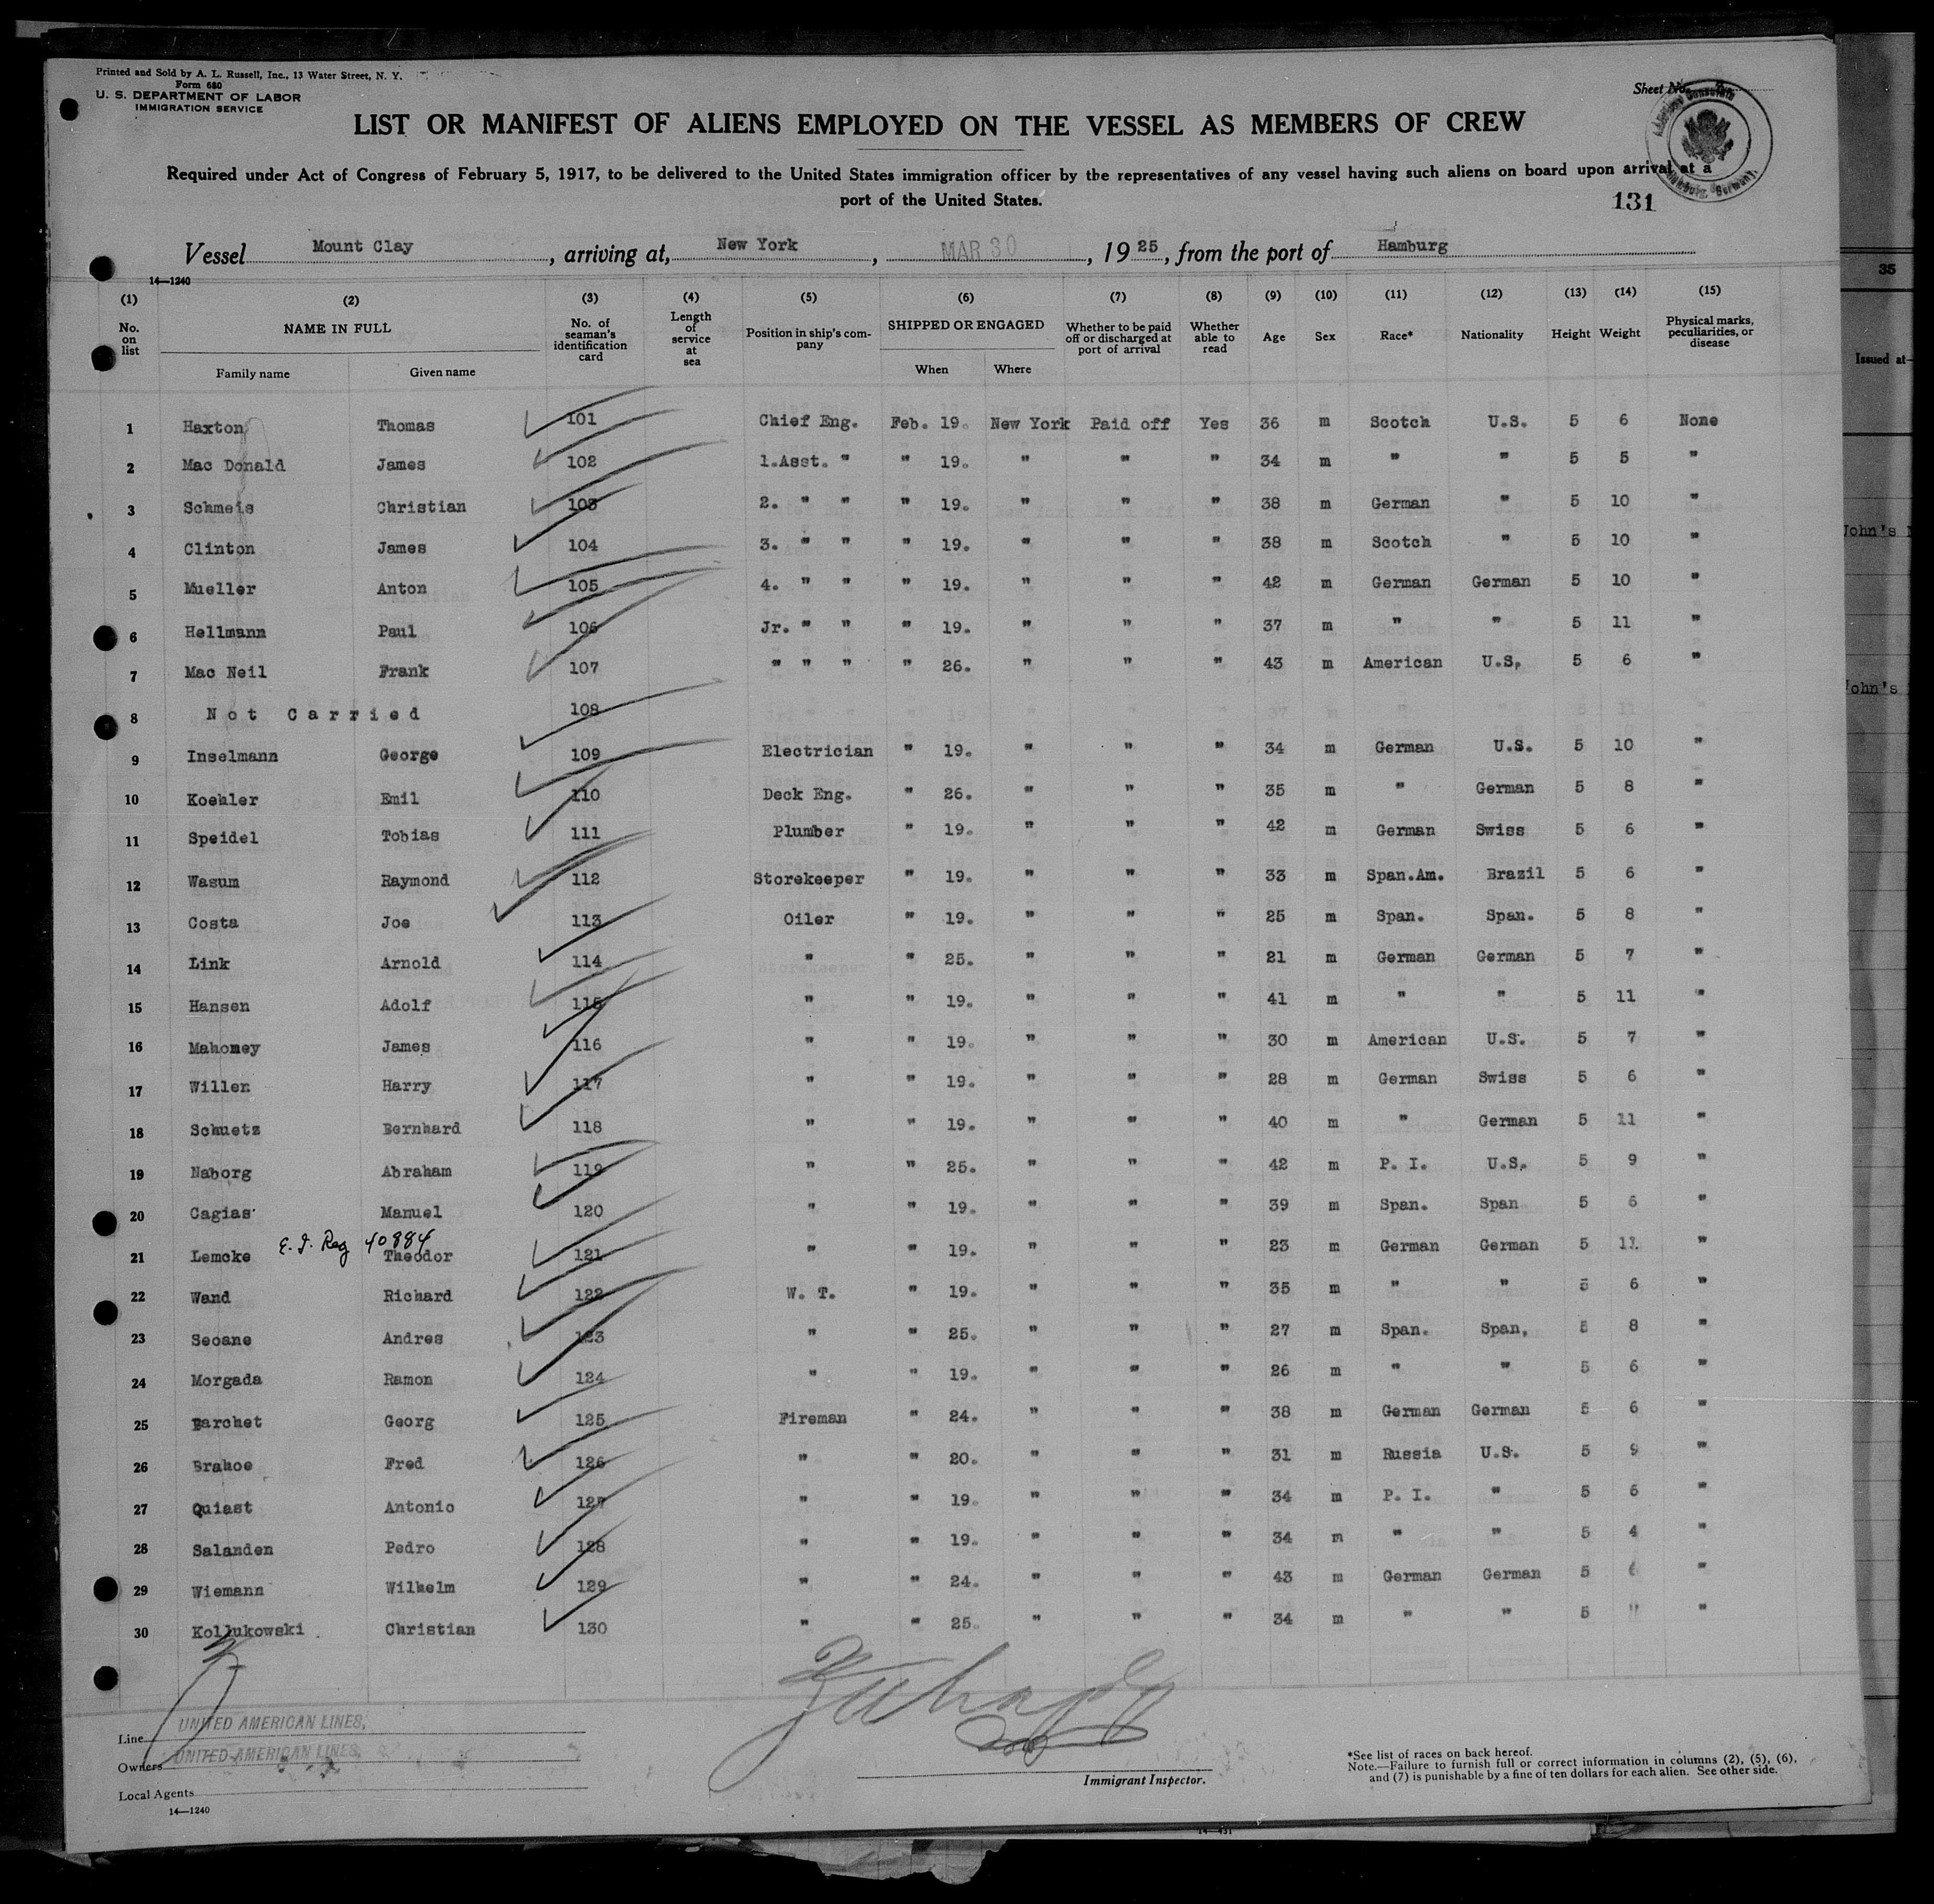 Printed and Sold by A. L. Russell, Inc., 13 Water Street, N. Y.
Form 680
U. S. DEPARTMENT OF LABOR
IMMIGRATION SERVICE
Sheet No.
LIST OR MANIFEST OF ALIENS EMPLOYED ON THE VESSEL AS MEMBERS OF CREW
Required under Act of Congress of February 5, 1917, to be delivered to the United States immigration officer by the representatives of any vessel having such aliens on board upon arrival at a
port of the United States.
131
Vessel Mount Clay, arriving at, New York, MAR 30, 19 25, from the port of Hamburg
14—1240
35
(1) (2) (3) (4) (5) (6) (7) (8) (9) (10) (11) (12) (13) (14) (15)
No. on list NAME IN FULL No. of seaman's identification card Length of service at sea Position in ship's company SHIPPED OR ENGAGED Whether to be paid off or discharged at port of arrival Whether able to read Age Sex Race* Nationality Height Weight Physical marks, peculiarities, or disease
Family name Given name When Where
Issued at—
1 Haxton Thomas 101 Chief Eng. Feb. 19. New York Paid off Yes 36 m Scotch U.S. 5 6 None
2 Mac Donald James 102 1.Asst. " " 19. " " " 34 m " " 5 5 "
3 Schmeis Christian 103 2. " " " 19. " " " 38 m German " 5 10 "
4 Clinton James 104 3. " " " 19. " " " 38 m Scotch " 5 10 "
5 Mueller Anton 105 4. " " " 19. " " " 42 m German German 5 10 "
6 Hellmann Paul 106 Jr. " " " 19. " " " 37 m " " 5 11 "
7 Mac Neil Frank 107 " " " " 26. " " " 43 m American U.S. 5 6 "
8 Not Carried 108
9 Inselmann George 109 Electrician " 19. " " " 34 m German U.S. 5 10 "
10 Koehler Emil 110 Deck Eng. " 26. " " " 35 m " German 5 8 "
11 Speidel Tobias 111 Plumber " 19. " " " 42 m German Swiss 5 6 "
12 Wasum Raymond 112 Storekeeper " 19. " " " 33 m Span.Am. Brazil 5 6 "
13 Costa Joe 113 Oiler " 19. " " " 25 m Span. Span. 5 8 "
14 Link Arnold 114 " " 25. " " " 21 m German German 5 7 "
15 Hansen Adolf 115 " " 19. " " " 41 m " " 5 11 "
16 Mahoney James 116 " " 19. " " " 30 m American U.S. 5 7 "
17 Willen Harry 117 " " 19. " " " 28 m German Swiss 5 6 "
18 Schuetz Bernhard 118 " " 19. " " " 40 m " German 5 11 "
19 Naborg Abraham 119 " " 25. " " " 42 m P. I. U.S. 5 9 "
20 Cagias Manuel 120 " " 19. " " " 39 m Span. Span 5 6 "
E. I. Reg 40884
21 Lemcke Theodor 121 " " 19. " " " 23 m German German 5 11. "
22 Wand Richard 122 W. T. " 19. " " " 35 m " " 5 6 "
23 Seoane Andres 123 " " 25. " " " 27 m Span. Span. 5 8 "
24 Morgada Ramon 124 " " 19. " " " 26 m " " 5 6 "
25 Barchet Georg 125 Fireman " 24. " " " 38 m German German 5 6 "
26 Brahoe Fred 126 " " 20. " " " 31 m Russia U.S. 5 9 "
27 Quiast Antonio 127 " " 19. " " " 34 m P. I. " 5 6 "
28 Salanden Pedro 128 " " 19. " " " 34 m " " 5 4 "
29 Wiemann Wilhelm 129 " " 24. " " " 43 m German German 5 6 "
30 Kollukowski Christian 130 " " 25. " " " 34 m " " 5 " "
John's
John's
Line UNITED AMERICAN LINES,
Owners UNITED AMERICAN LINES,
Local Agents
14—1240
Immigrant Inspector.
*See list of races on back hereof.
Note.—Failure to furnish full or correct information in columns (2), (5), (6),
and (7) is punishable by a fine of ten dollars for each alien. See other side.